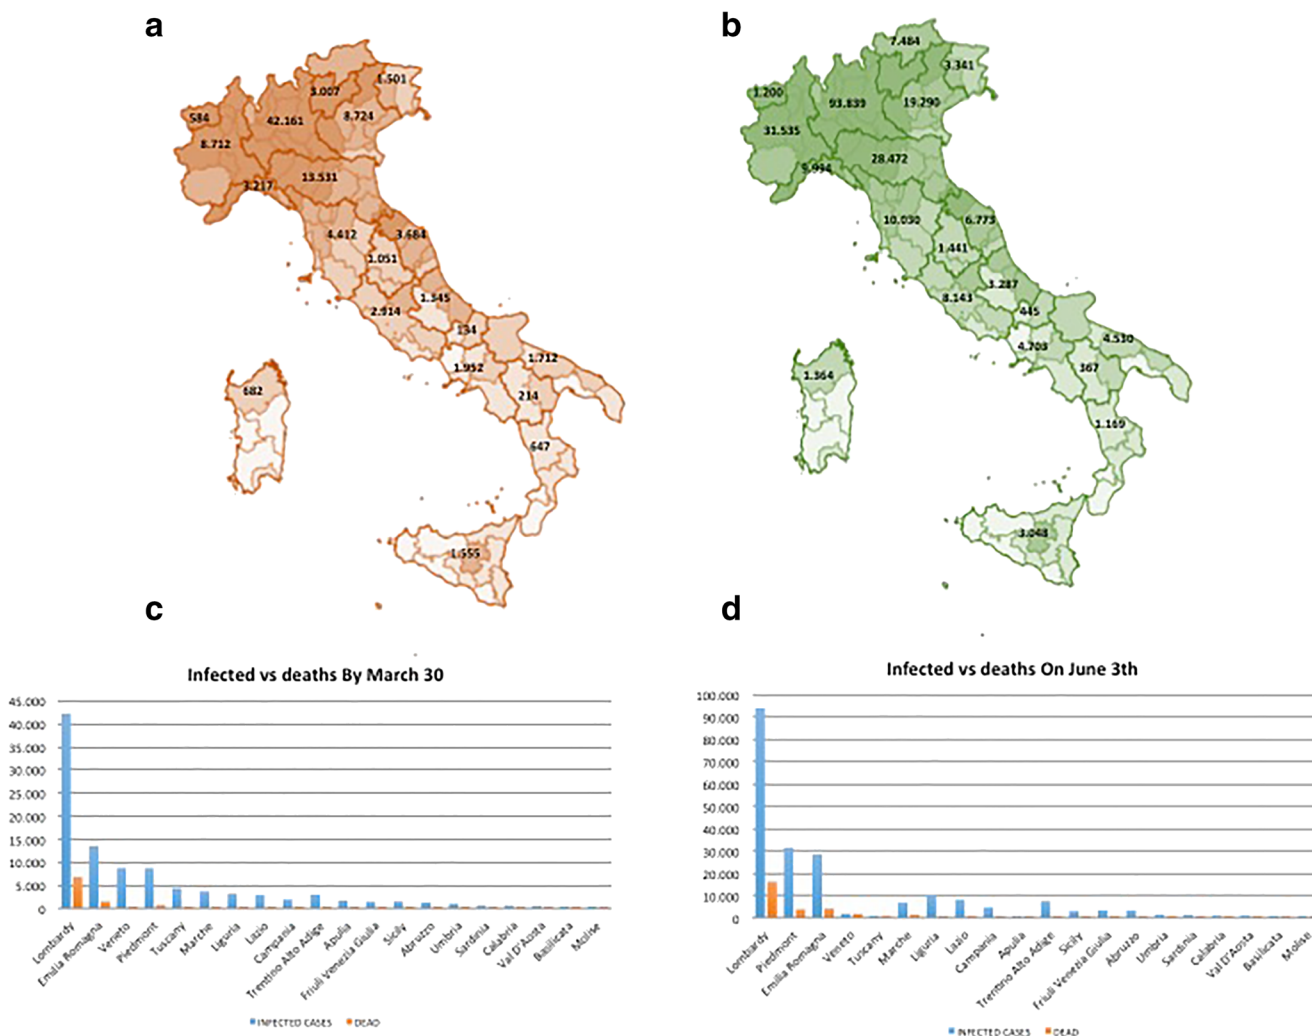 a
584
8.712
42.161
3.007
1.501
8.724
3.217
13.531
4.412
3.684
1.051
1.345
2.914
134
1.952
1.712
214
682
647
1.555
b
7.484
3.341
1.200
93.839
19.290
31.535
28.472
9.994
10.030
6.773
1.441
3.287
8.143
445
4.703
4.530
367
1.364
1.169
3.048
c
Infected vs deaths By March 30
45.000
40.000
35.000
30.000
25.000
20.000
15.000
10.000
5.000
0
Lombardy
Emilia Romagna
Veneto
Piedmont
Tuscany
Marche
Liguria
Lazio
Campania
Trentino Alto Adige
Apulia
Friuli Venezia Giulia
Sicily
Abruzzo
Umbria
Sardinia
Calabria
Val D'Aosta
Basilicata
Molise
INFECTED CASES DEAD
d
Infected vs deaths On June 3th
100.000
90.000
80.000
70.000
60.000
50.000
40.000
30.000
20.000
10.000
0
Lombardy
Piedmont
Emilia Romagna
Veneto
Tuscany
Marche
Liguria
Lazio
Campania
Apulia
Trentino Alto Adige
Sicily
Friuli Venezia Giulia
Abruzzo
Umbria
Sardinia
Calabria
Val D'Aosta
Basilicata
Molise
INFECTED CASES DEAD